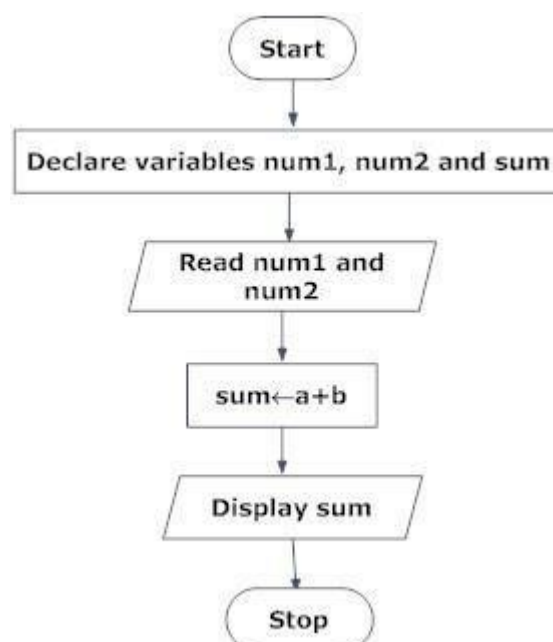 Start
Declare variables num1, num2 and sum
Read num1 and
num2
sum←a+b
Display sum
Stop